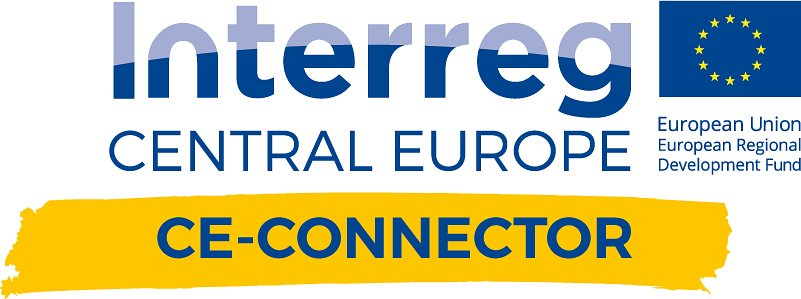 Interreg
CENTRAL EUROPE
European Union
European Regional
Development Fund
CE-CONNECTOR